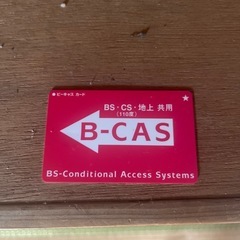 ● ビーキャス カード
BS・CS・地上 共用
(110度)
B-CAS
BS-Conditional Access Systems